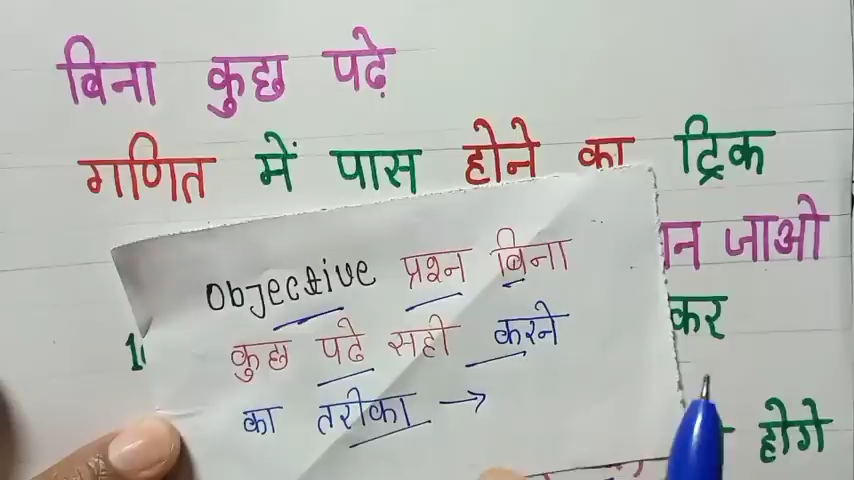 बिना कुछ पढ़े
गणित में पास होने का ट्रिक
जाओ
Objective प्रश्न बिना
कुछ पढे सही करने
का तरीका →
कर
होगे